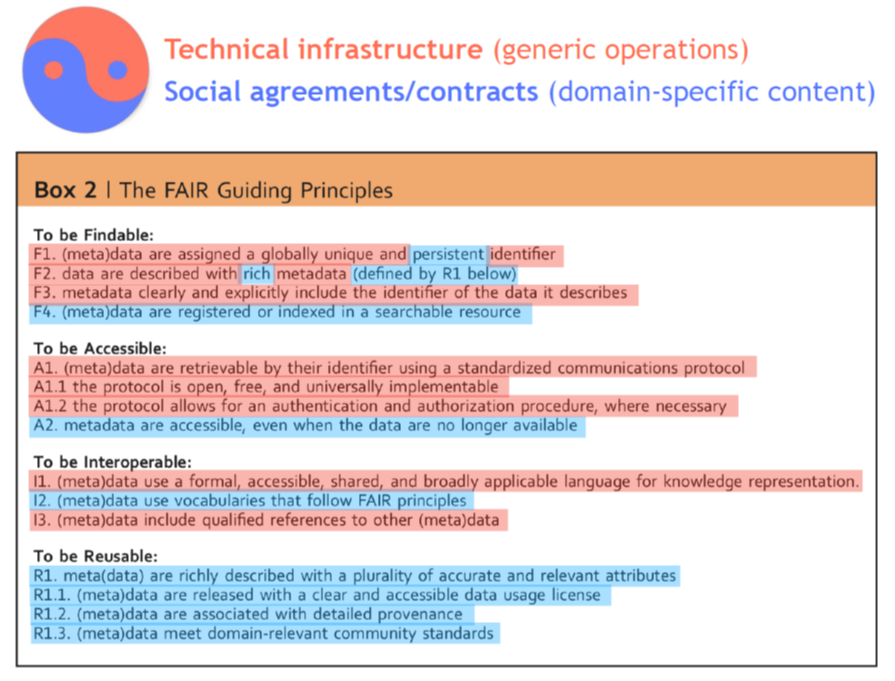 Technical infrastructure (generic operations)
Social agreements/contracts (domain-specific content)
Box 2 | The FAIR Guiding Principles
To be Findable:
F1. (meta)data are assigned a globally unique and persistent identifier
F2. data are described with rich metadata (defined by R1 below)
F3. metadata clearly and explicitly include the identifier of the data it describes
F4. (meta)data are registered or indexed in a searchable resource
To be Accessible:
A1. (meta)data are retrievable by their identifier using a standardized communications protocol
A1.1 the protocol is open, free, and universally implementable
A1.2 the protocol allows for an authentication and authorization procedure, where necessary
A2. metadata are accessible, even when the data are no longer available
To be Interoperable:
I1. (meta)data use a formal, accessible, shared, and broadly applicable language for knowledge representation.
I2. (meta)data use vocabularies that follow FAIR principles
I3. (meta)data include qualified references to other (meta)data
To be Reusable:
R1. meta(data) are richly described with a plurality of accurate and relevant attributes
R1.1. (meta)data are released with a clear and accessible data usage license
R1.2. (meta)data are associated with detailed provenance
R1.3. (meta)data meet domain-relevant community standards